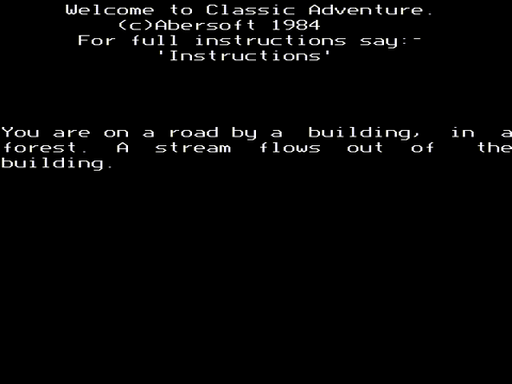 Welcome to Classic Adventure.
(c)Abersoft 1984
For full instructions say:-
'Instructions'
You are on a road by a building, in a
forest. A stream flows out of the
building.